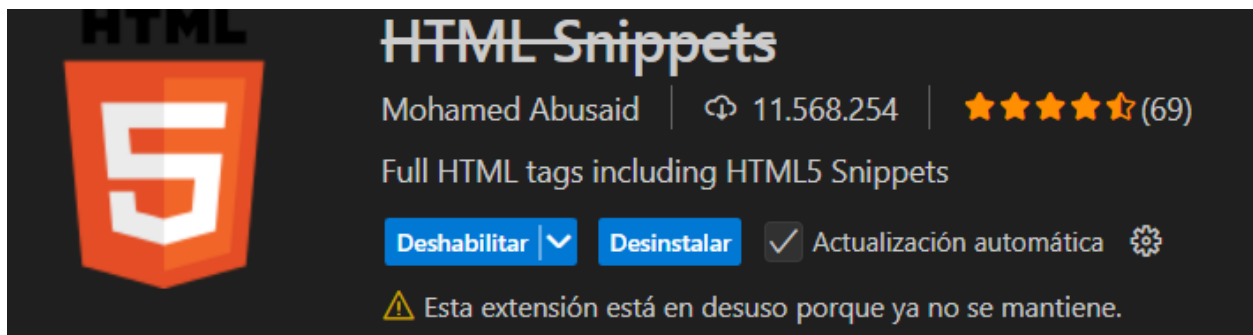 HTML
HTML Snippets
5
Mohamed Abusaid 11.568.254 (69)
Full HTML tags including HTML5 Snippets
Deshabilitar Desinstalar Actualización automática
Esta extensión está en desuso porque ya no se mantiene.